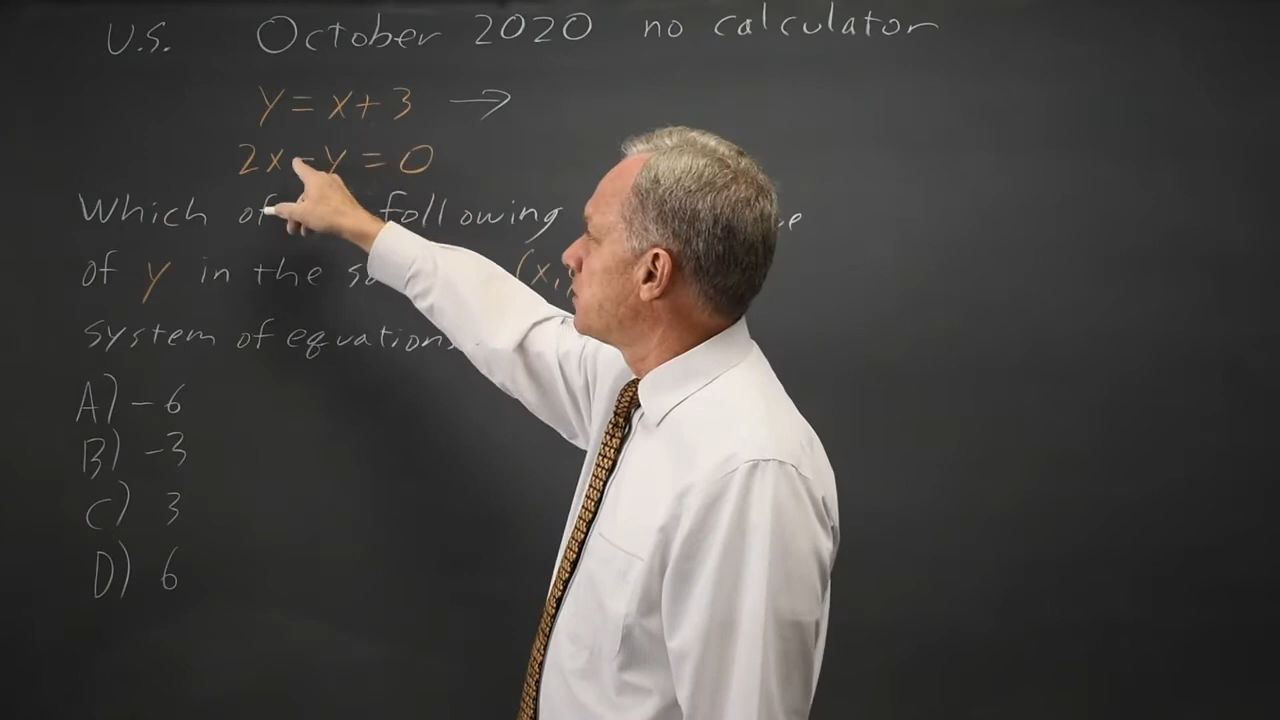 U.S. October 2020 no calculator
y = x + 3 →
2x - y = 0
Which of following
of y in the (x,
system of equations
A) -6
B) -3
C) 3
D) 6